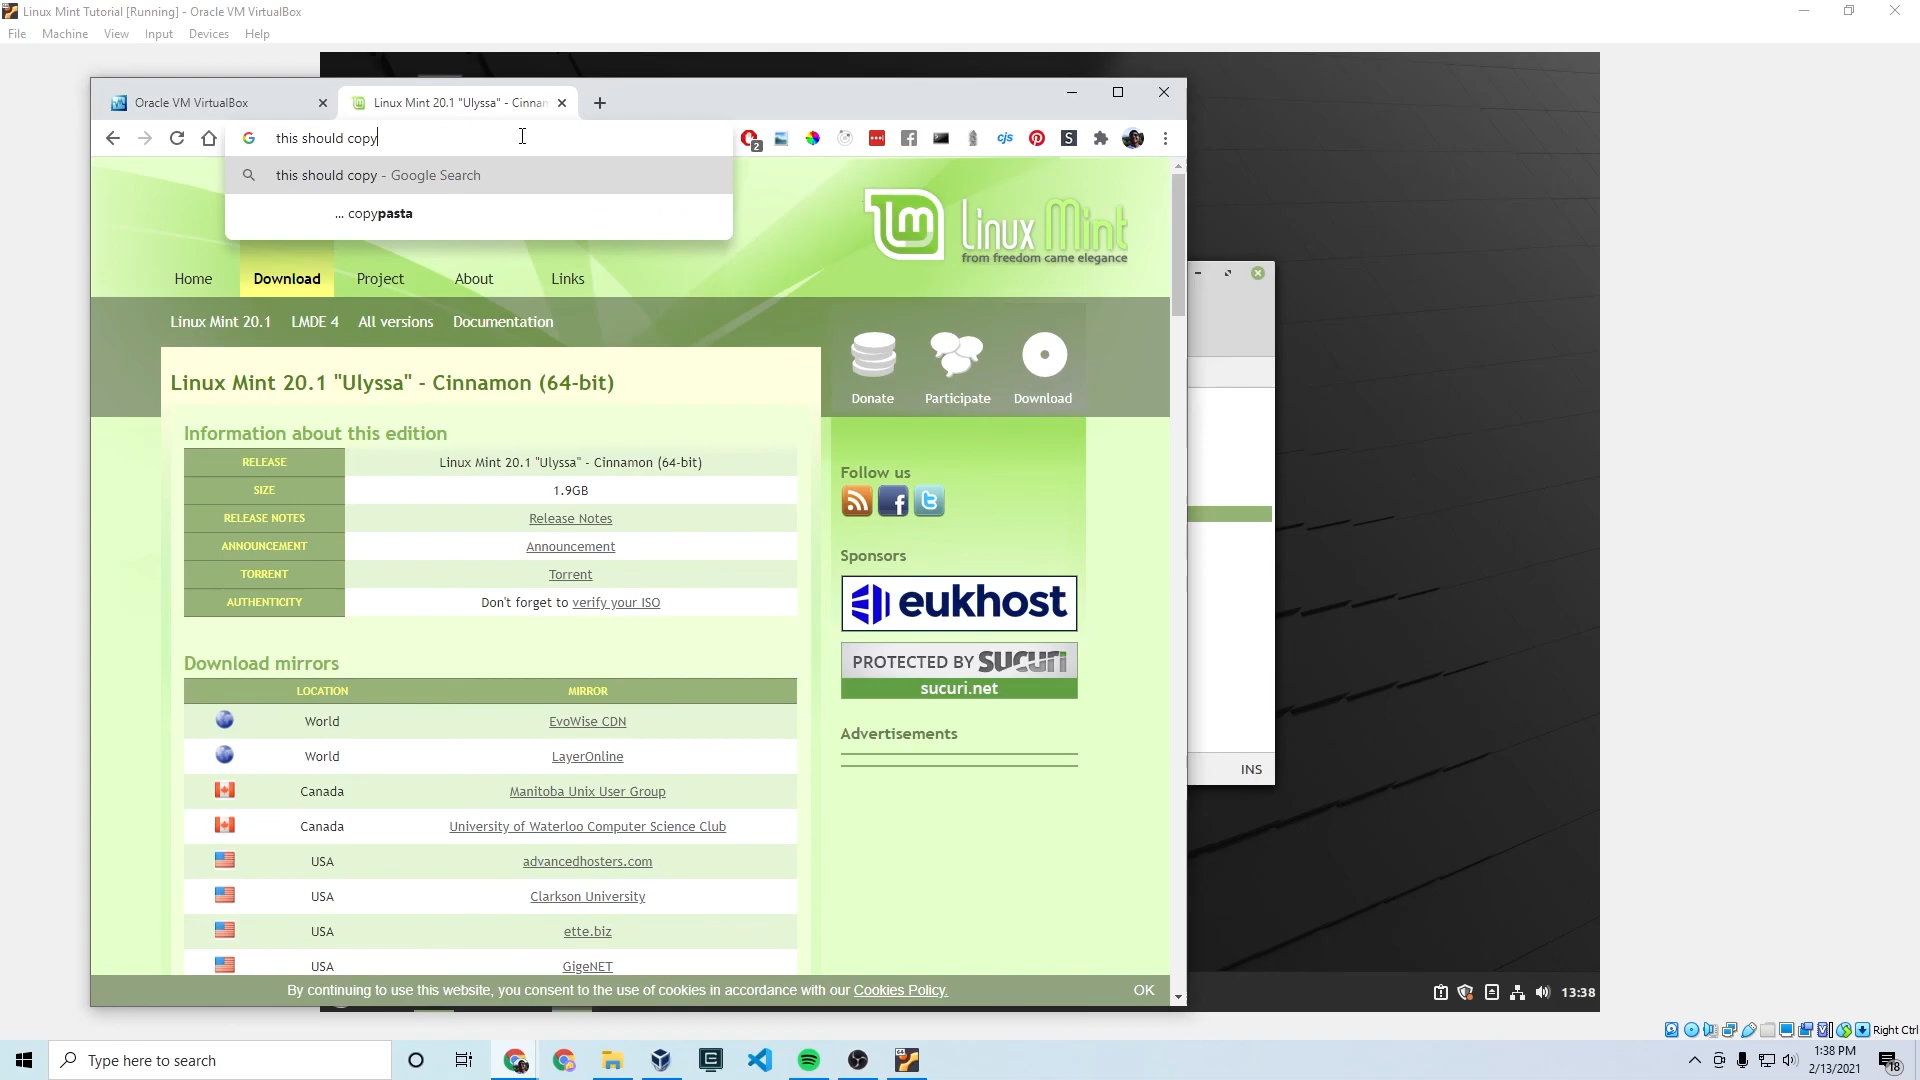 Linux Mint Tutorial [Running] - Oracle VM VirtualBox
File Machine View Input Devices Help
Oracle VM VirtualBox
Linux Mint 20.1 "Ulyssa" - Cinnam
this should copy
2
cjs
S
this should copy - Google Search
... copypasta
Linux Mint
from freedom came elegance
Home Download Project About Links
Linux Mint 20.1 LMDE 4 All versions Documentation
Donate Participate Download
Linux Mint 20.1 "Ulyssa" - Cinnamon (64-bit)
Information about this edition
RELEASE Linux Mint 20.1 "Ulyssa" - Cinnamon (64-bit)
SIZE 1.9GB
RELEASE NOTES Release Notes
ANNOUNCEMENT Announcement
TORRENT Torrent
AUTHENTICITY Don't forget to verify your ISO
Follow us
Sponsors
eukhost
PROTECTED BY SUCURI
sucuri.net
Advertisements
Download mirrors
LOCATION MIRROR
World EvoWise CDN
World LayerOnline
Canada Manitoba Unix User Group
Canada University of Waterloo Computer Science Club
USA advancedhosters.com
USA Clarkson University
USA ette.biz
USA GigeNET
By continuing to use this website, you consent to the use of cookies in accordance with our Cookies Policy. OK
INS
13:38
Right Ctrl
Type here to search
1:38 PM
2/13/2021
18